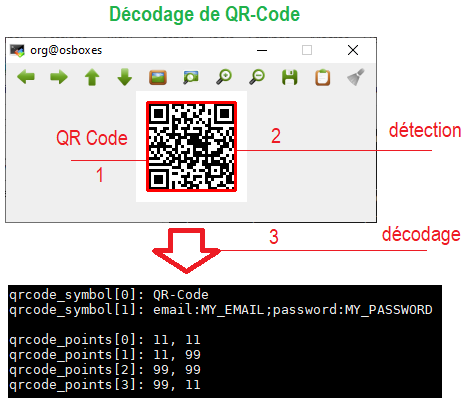 Décodage de QR-Code
org@osboxes
QR Code
1
2
détection
3
décodage
qrcode_symbol[0]: QR-Code
qrcode_symbol[1]: email:MY_EMAIL;password:MY_PASSWORD
qrcode_points[0]: 11, 11
qrcode_points[1]: 11, 99
qrcode_points[2]: 99, 99
qrcode_points[3]: 99, 11